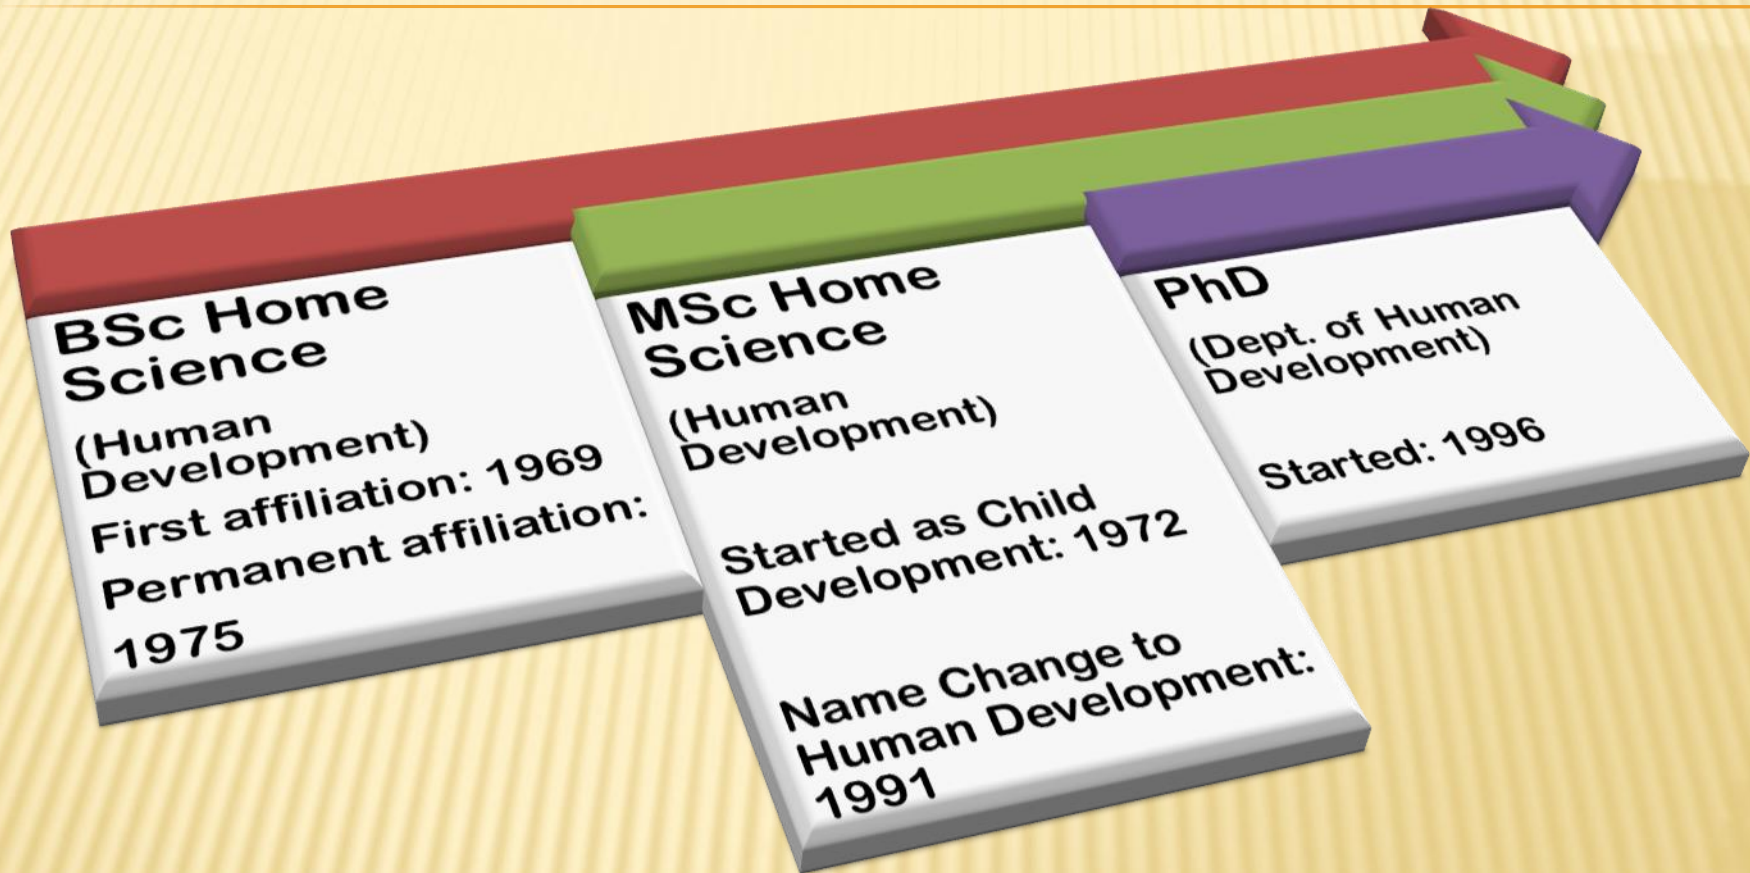 BSc Home
Science
(Human
Development)
First affiliation: 1969
Permanent affiliation:
1975
MSc Home
Science
(Human
Development)
Started as Child
Development: 1972
Name Change to
Human Development:
1991
PhD
(Dept. of Human
Development)
Started: 1996